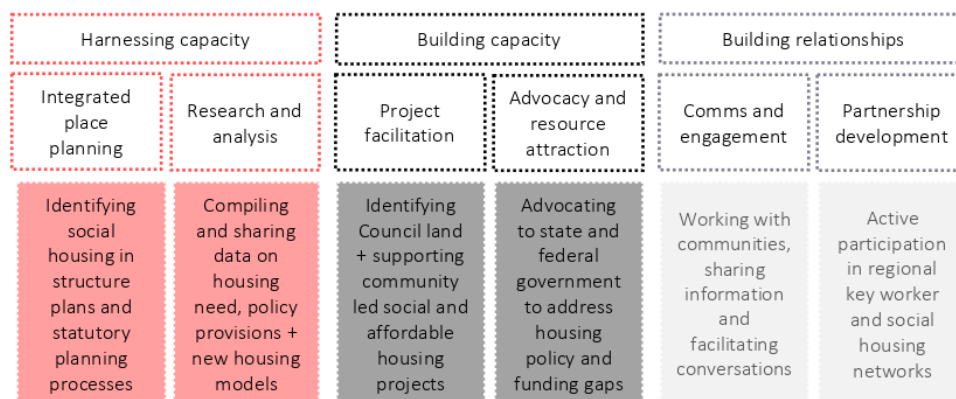 Harnessing capacity
Building capacity
Building relationships
Integrated
place
planning
Research and
analysis
Project
facilitation
Advocacy and
resource
attraction
Comms and
engagement
Partnership
development
Identifying
social
housing in
structure
plans and
statutory
planning
processes
Compiling
and sharing
data on
housing
need, policy
provisions +
new housing
models
Identifying
Council land
+ supporting
community
led social and
affordable
housing
projects
Advocating
to state and
federal
government
to address
housing
policy and
funding gaps
Working with
communities,
sharing
information
and
facilitating
conversations
Active
participation
in regional
key worker
and social
housing
networks